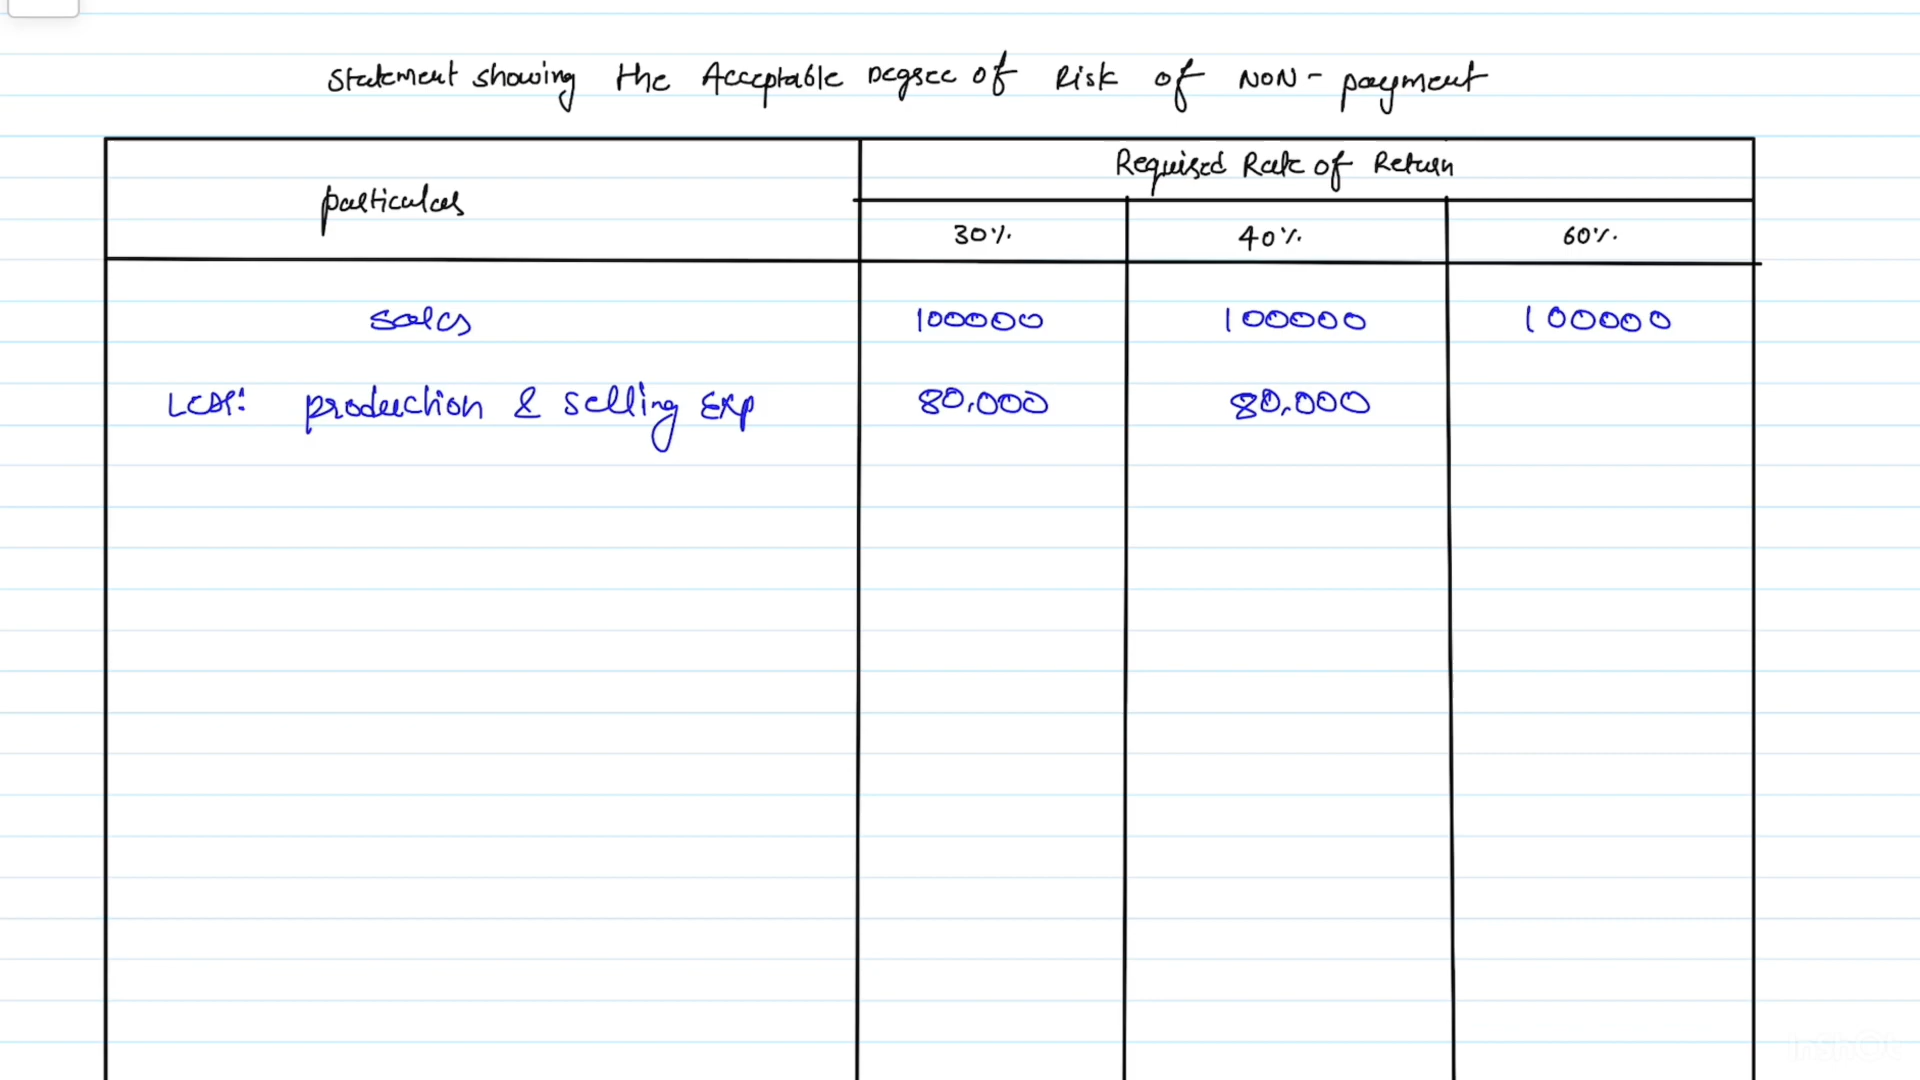 Statement showing the Acceptable Degree of Risk of NON-payment
particulars
Required Rate of Return
30% 40% 60%
Sales 100000 100000 100000
Less: production & Selling Exp 80,000 80,000